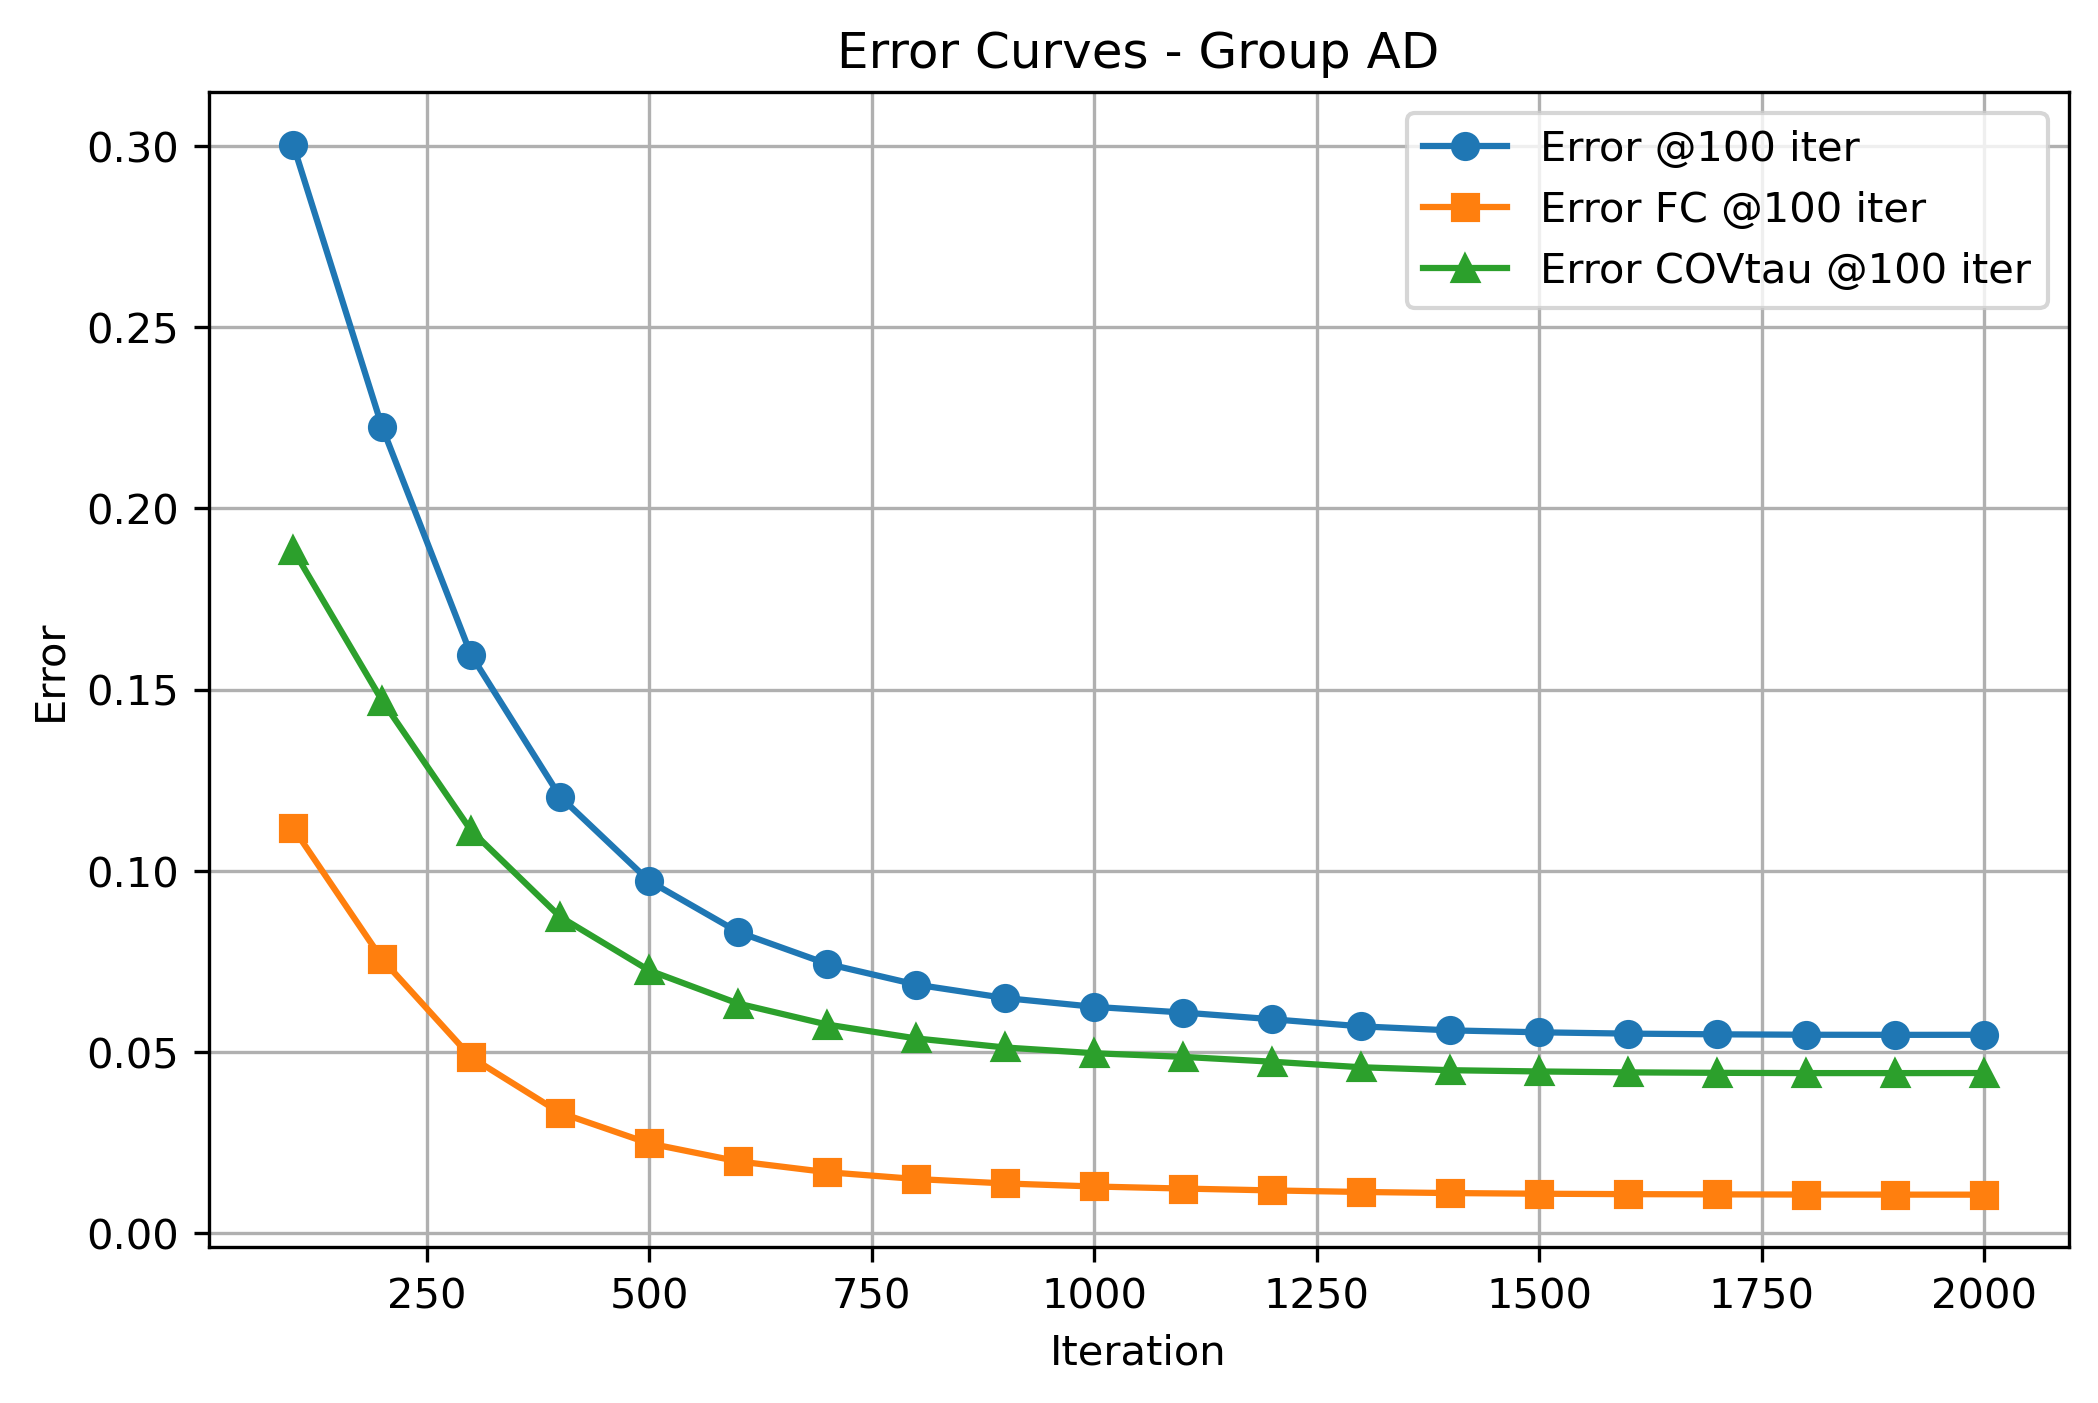 Error Curves - Group AD
Error @100 iter
Error FC @100 iter
Error COVtau @100 iter
Error
0.30
0.25
0.20
0.15
0.10
0.05
0.00
250 500 750 1000 1250 1500 1750 2000
Iteration